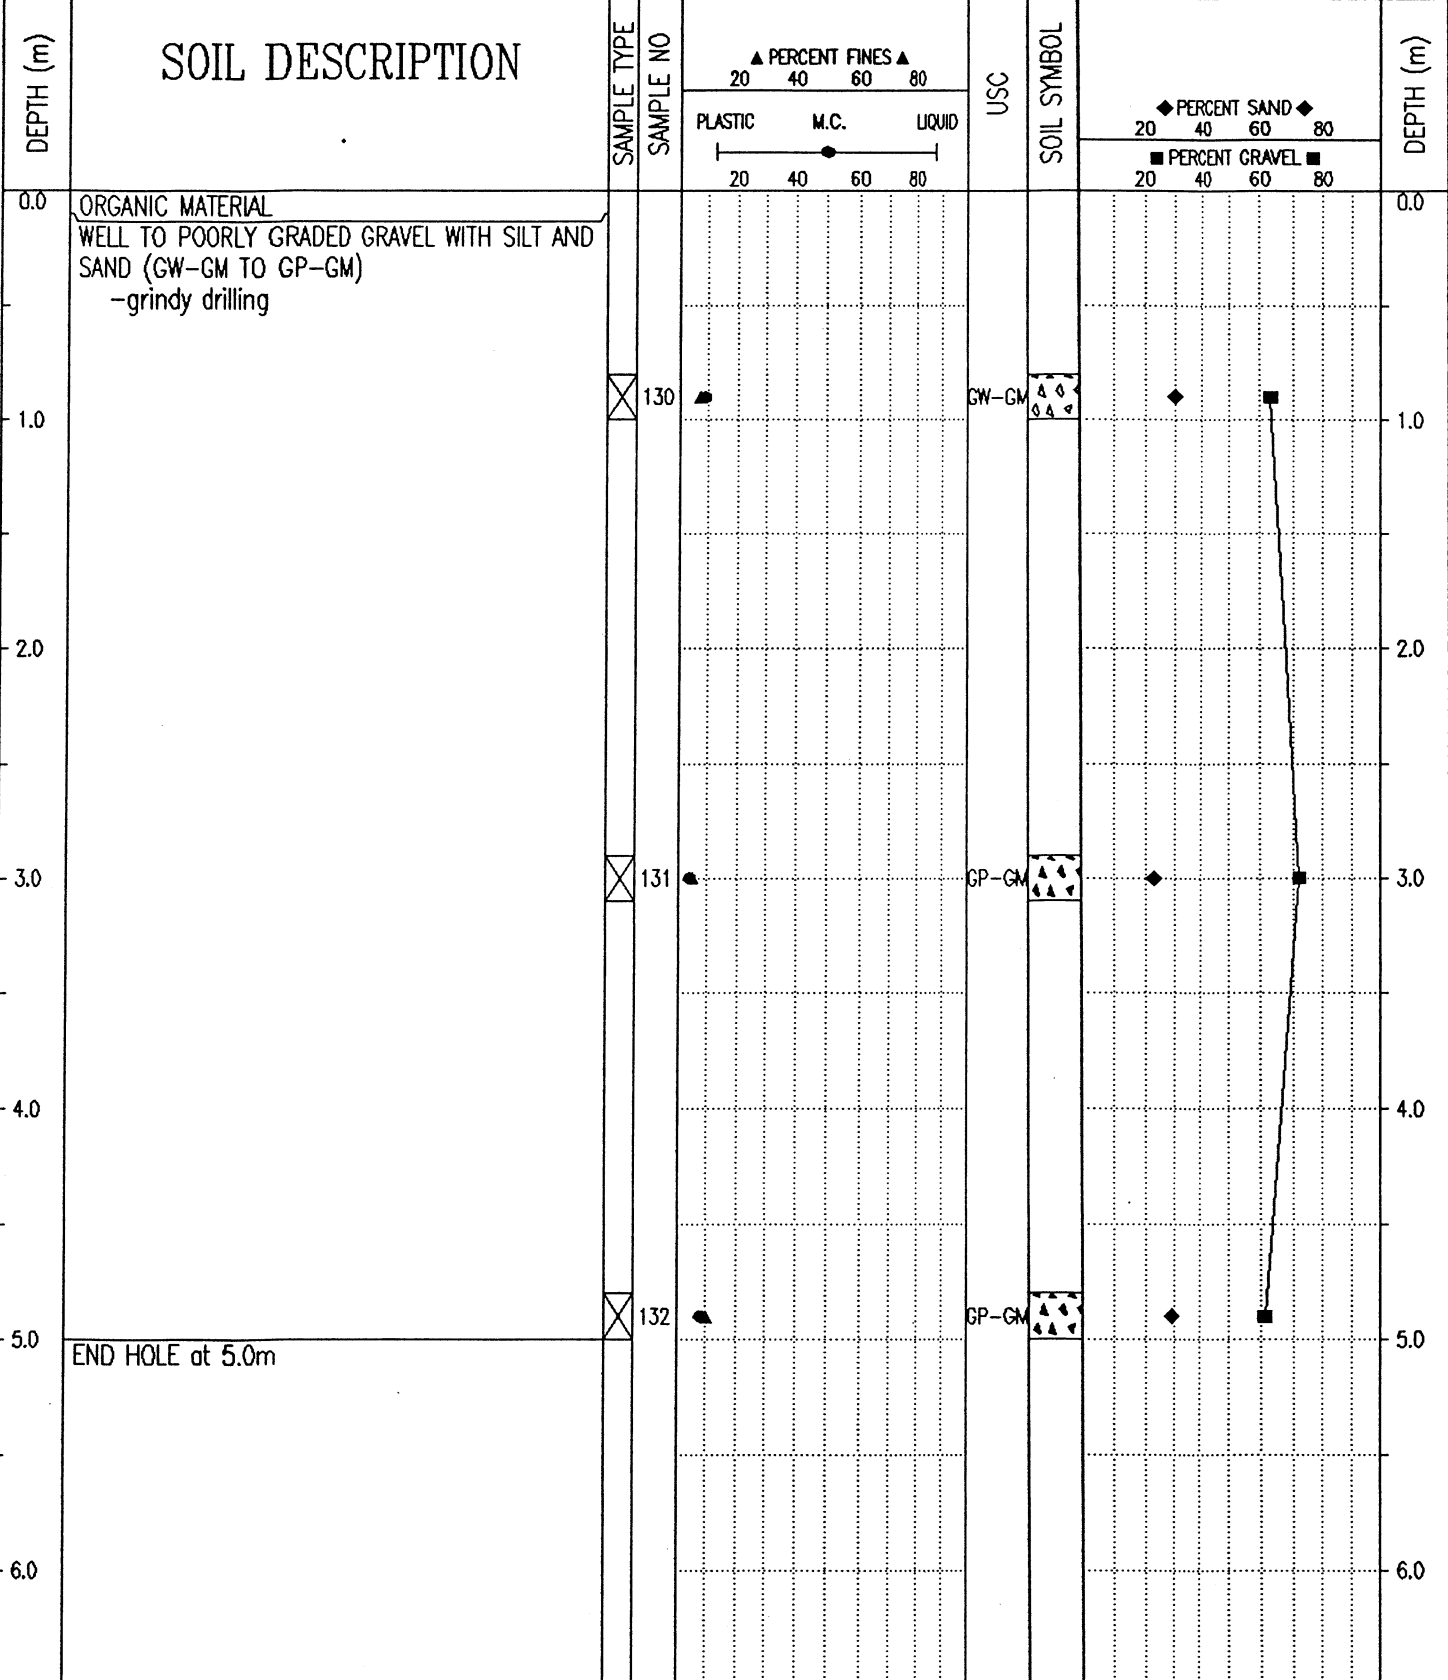 DEPTH (m)
SOIL DESCRIPTION
SAMPLE TYPE
SAMPLE NO
▲ PERCENT FINES ▲
20 40 60 80
PLASTIC M.C. LIQUID
20 40 60 80
USC
SOIL SYMBOL
◆ PERCENT SAND ◆
20 40 60 80
■ PERCENT GRAVEL ■
20 40 60 80
DEPTH (m)
0.0 ORGANIC MATERIAL 0.0
WELL TO POORLY GRADED GRAVEL WITH SILT AND
SAND (GW-GM TO GP-GM)
-grindy drilling
130 GW-GM
1.0 1.0
2.0 2.0
3.0 131 GP-GM 3.0
4.0 4.0
132 GP-GM
5.0 5.0
END HOLE at 5.0m
6.0 6.0